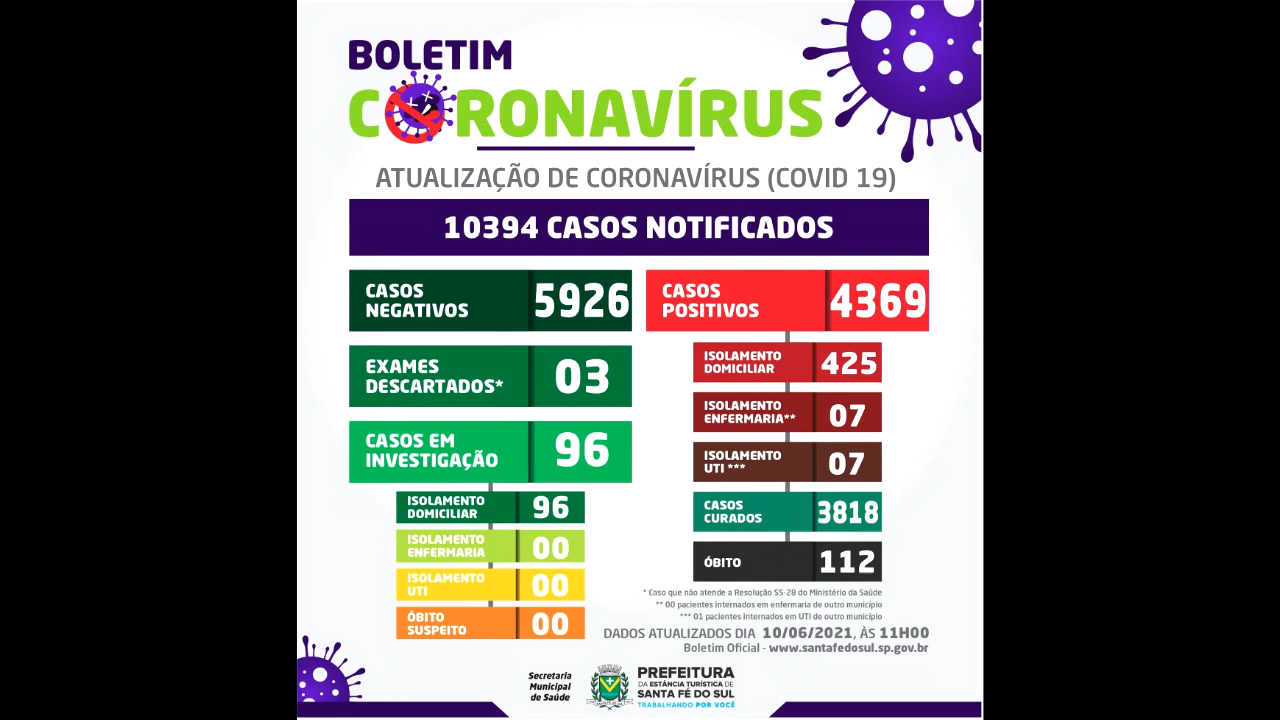 BOLETIM
CORONAVÍRUS
ATUALIZAÇÃO DE CORONAVÍRUS (COVID 19)
10394 CASOS NOTIFICADOS
CASOS
NEGATIVOS
5926
EXAMES
DESCARTADOS*
03
CASOS EM
INVESTIGAÇÃO
96
ISOLAMENTO
DOMICILIAR
96
ISOLAMENTO
ENFERMARIA
00
ISOLAMENTO
UTI
00
ÓBITO
SUSPEITO
00
CASOS
POSITIVOS
4369
ISOLAMENTO
DOMICILIAR
425
ISOLAMENTO
ENFERMARIA**
07
ISOLAMENTO
UTI ***
07
CASOS
CURADOS
3818
ÓBITO
112
* Caso que não atende a Resolução SS-28 do Ministério da Saúde
** 00 pacientes internados em enfermaria de outro município
*** 01 pacientes internados em UTI de outro município
DADOS ATUALIZADOS DIA 10/06/2021, ÀS 11H00
Boletim Oficial - www.santafedosul.sp.gov.br
Secretaria
Municipal
de Saúde
PREFEITURA
DA ESTÂNCIA TURÍSTICA DE
SANTA FÉ DO SUL
TRABALHANDO POR VOCÊ